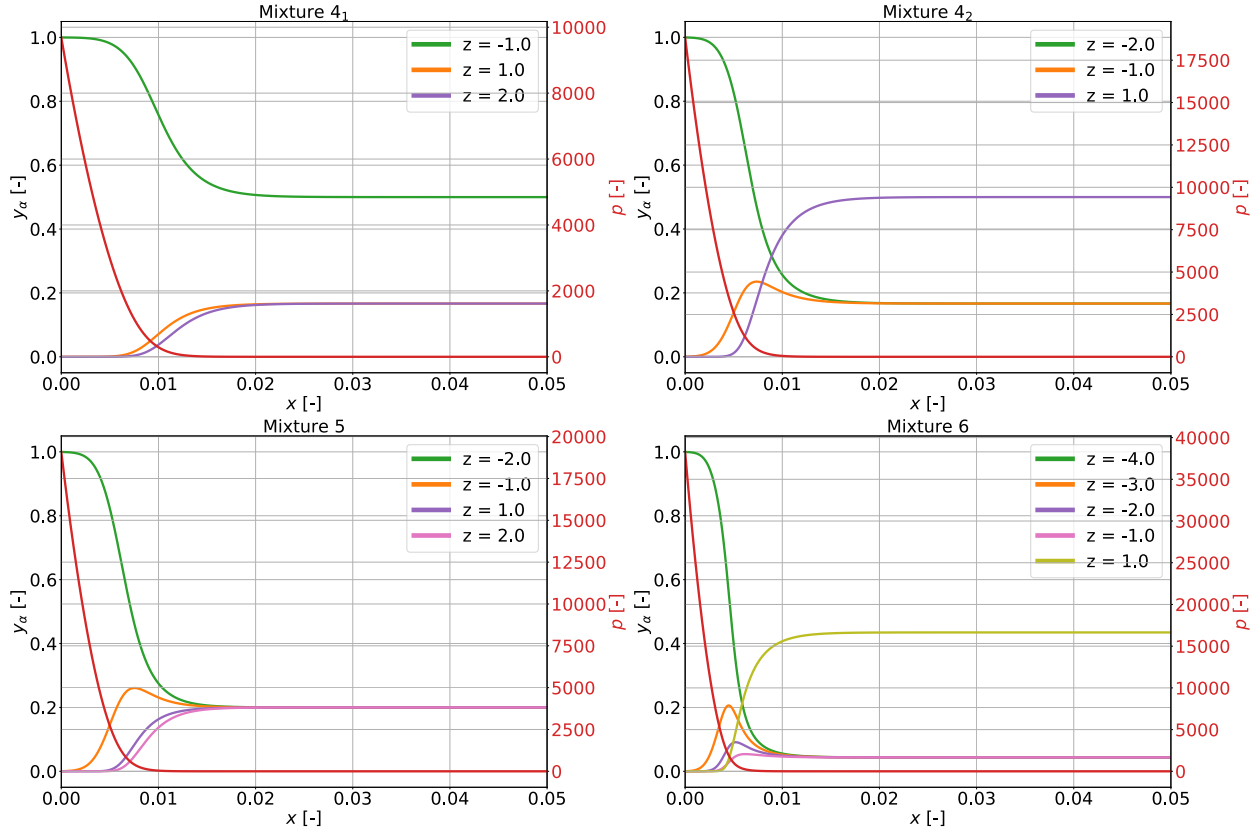 Mixture 4₁
1.0
0.8
0.6
0.4
0.2
0.0
yα [-]
0.00 0.01 0.02 0.03 0.04 0.05
x [-]
10000
8000
6000
4000
2000
0
p [-]
z = -1.0
z = 1.0
z = 2.0
Mixture 4₂
1.0
0.8
0.6
0.4
0.2
0.0
yα [-]
0.00 0.01 0.02 0.03 0.04 0.05
x [-]
17500
15000
12500
10000
7500
5000
2500
0
p [-]
z = -2.0
z = -1.0
z = 1.0
Mixture 5
1.0
0.8
0.6
0.4
0.2
0.0
yα [-]
0.00 0.01 0.02 0.03 0.04 0.05
x [-]
20000
17500
15000
12500
10000
7500
5000
2500
0
p [-]
z = -2.0
z = -1.0
z = 1.0
z = 2.0
Mixture 6
1.0
0.8
0.6
0.4
0.2
0.0
yα [-]
0.00 0.01 0.02 0.03 0.04 0.05
x [-]
40000
35000
30000
25000
20000
15000
10000
5000
0
p [-]
z = -4.0
z = -3.0
z = -2.0
z = -1.0
z = 1.0